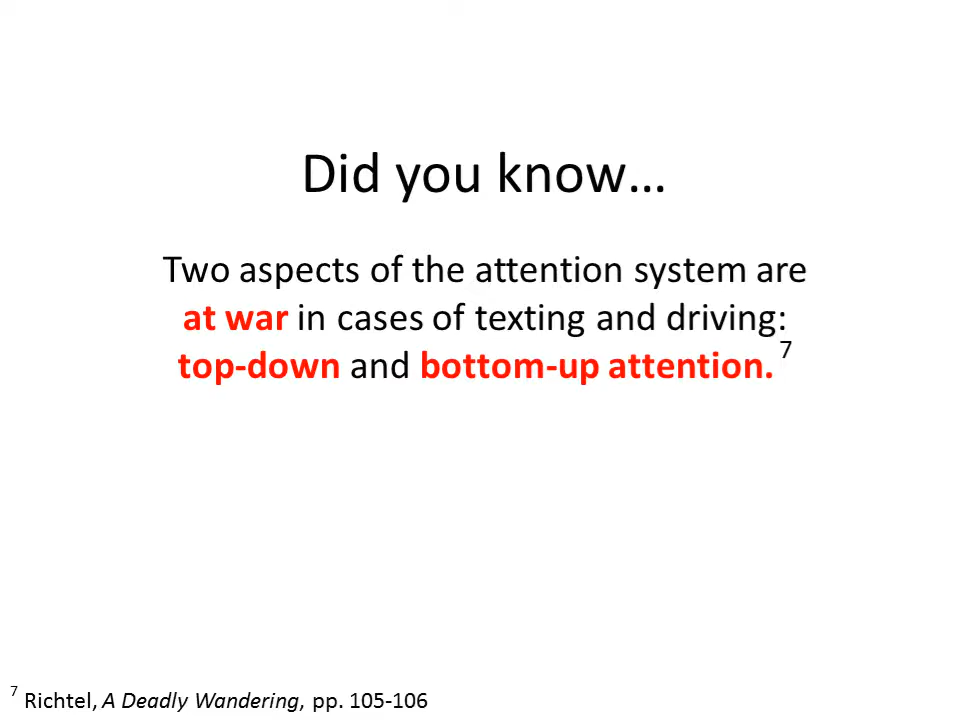 Did you know…
Two aspects of the attention system are
at war in cases of texting and driving:
top-down and bottom-up attention. 7
7 Richtel, A Deadly Wandering, pp. 105-106